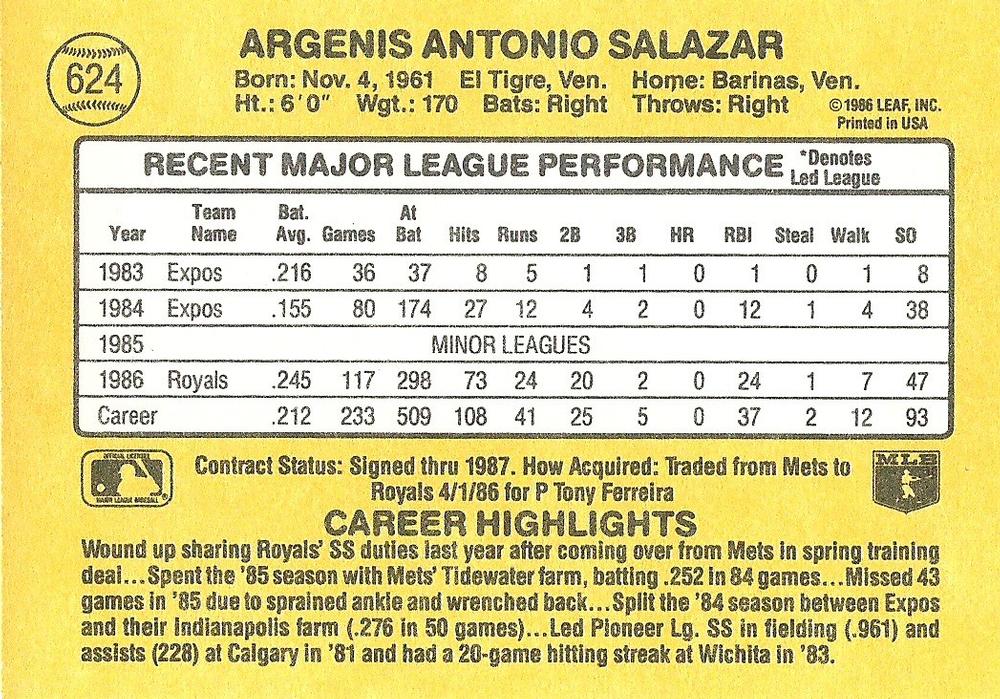 624
ARGENIS ANTONIO SALAZAR
Born: Nov. 4, 1961 El Tigre, Ven. Home: Barinas, Ven.
Ht.: 6'0" Wgt.: 170 Bats: Right Throws: Right ©1986 LEAF, INC.
Printed in USA
RECENT MAJOR LEAGUE PERFORMANCE *Denotes
Led League
Year Team Name Bat. Avg. Games At Bat Hits Runs 2B 3B HR RBI Steal Walk SO
1983 Expos .216 36 37 8 5 1 1 0 1 0 1 8
1984 Expos .155 80 174 27 12 4 2 0 12 1 4 38
1985 MINOR LEAGUES
1986 Royals .245 117 298 73 24 20 2 0 24 1 7 47
Career .212 233 509 108 41 25 5 0 37 2 12 93
Contract Status: Signed thru 1987. How Acquired: Traded from Mets to
Royals 4/1/86 for P Tony Ferreira
MLB
CAREER HIGHLIGHTS
Wound up sharing Royals' SS duties last year after coming over from Mets in spring training
deal...Spent the '85 season with Mets' Tidewater farm, batting .252 in 84 games...Missed 43
games in '85 due to sprained ankle and wrenched back...Split the '84 season between Expos
and their Indianapolis farm (.276 in 50 games)...Led Pioneer Lg. SS in fielding (.961) and
assists (228) at Calgary in '81 and had a 20-game hitting streak at Wichita in '83.